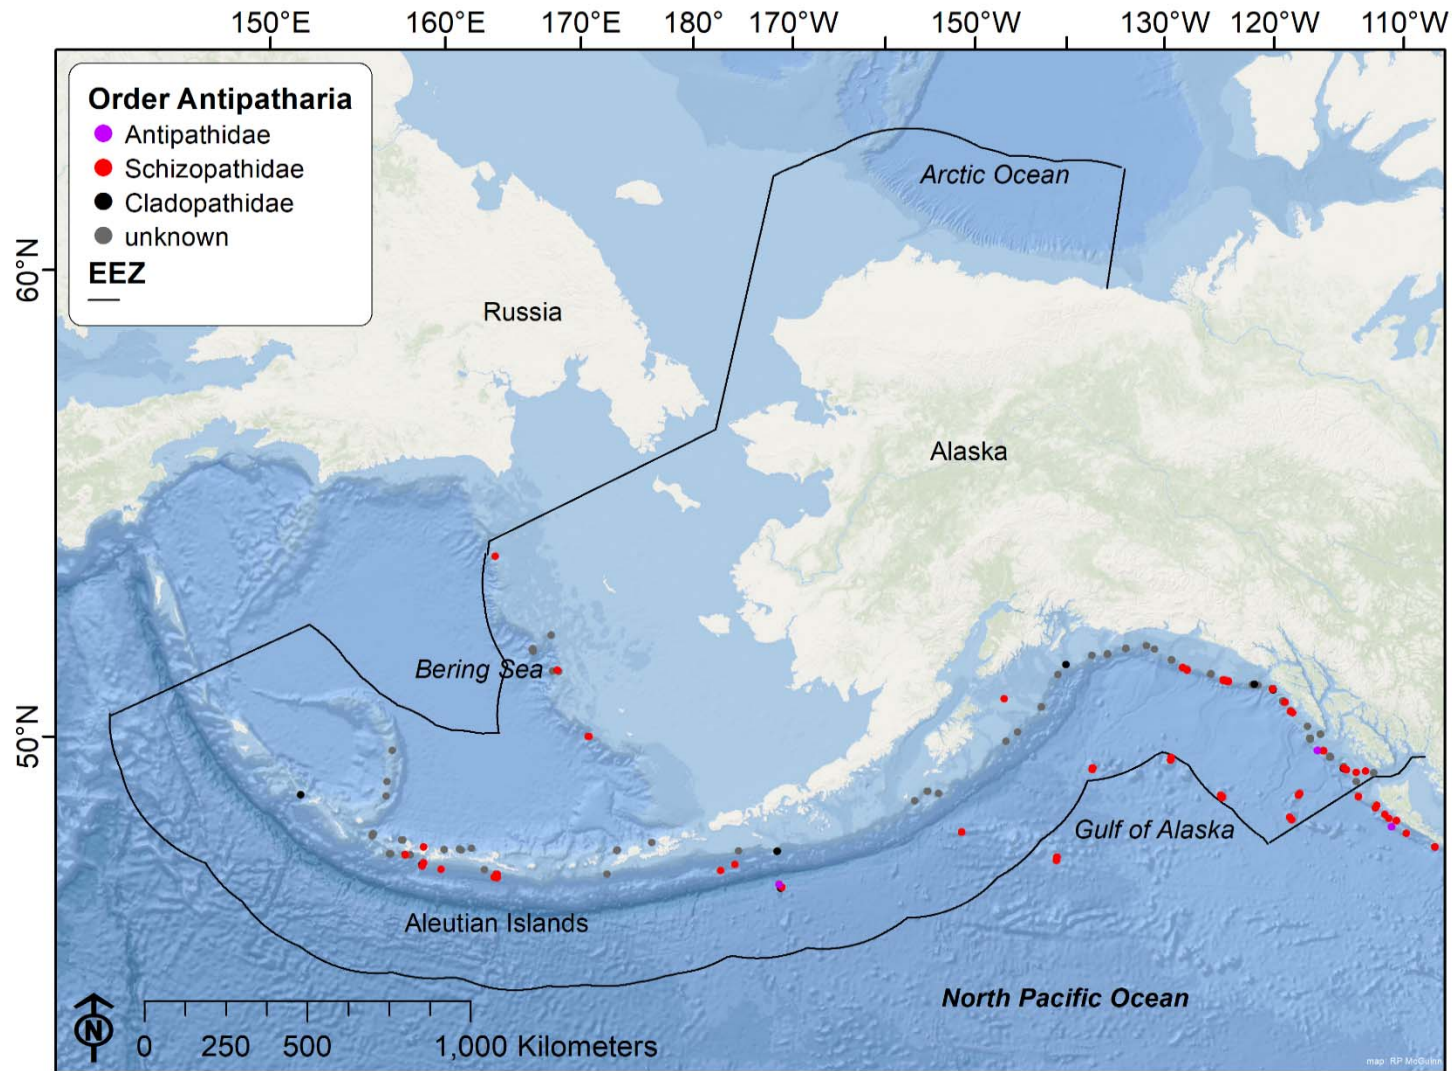 150°E 160°E 170°E 180° 170°W 150°W 130°W 120°W 110°W
Order Antipatharia
Antipathidae
Schizopathidae
Cladopathidae
unknown
EEZ
60°N
50°N
Arctic Ocean
Russia
Alaska
Bering Sea
Gulf of Alaska
Aleutian Islands
North Pacific Ocean
N
0 250 500 1,000 Kilometers
map: RP McGuinn